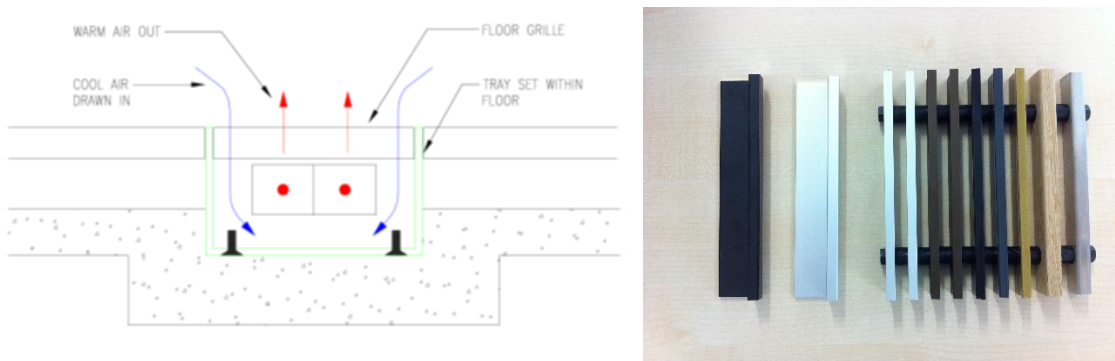 WARM AIR OUT
FLOOR GRILLE
COOL AIR
DRAWN IN
TRAY SET WITHIN
FLOOR